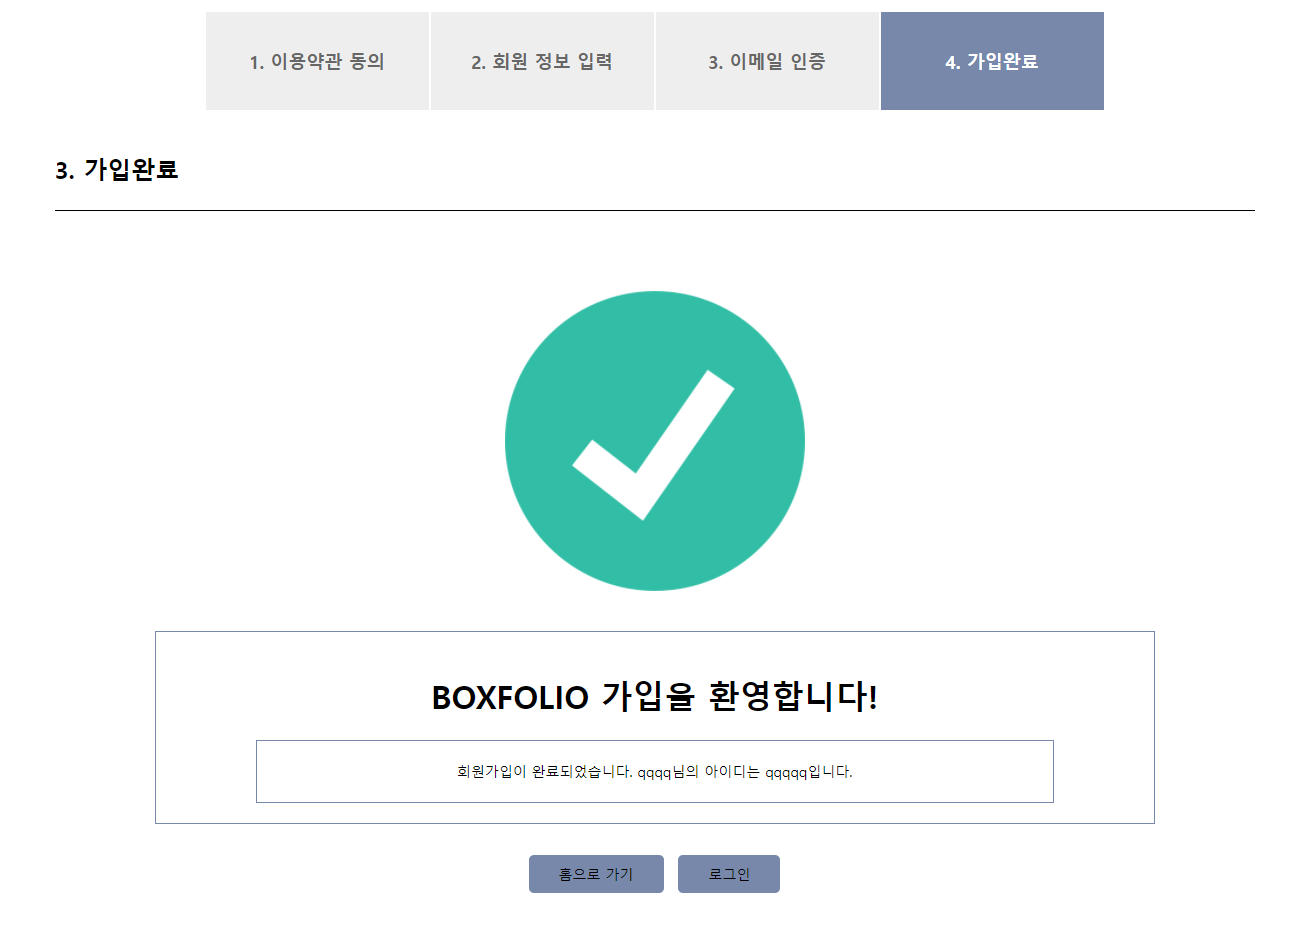 1. 이용약관 동의
2. 회원 정보 입력
3. 이메일 인증
4. 가입완료
3. 가입완료
BOXFOLIO 가입을 환영합니다!
회원가입이 완료되었습니다. qqqq님의 아이디는 qqqqq입니다.
홈으로 가기
로그인